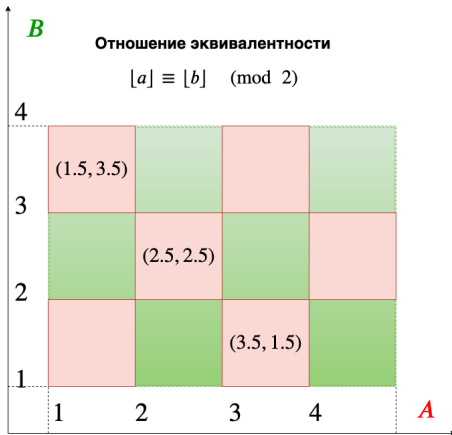 B
Отношение эквивалентности
⌊a⌋ ≡ ⌊b⌋ (mod 2)
4
(1.5, 3.5)
3
(2.5, 2.5)
2
(3.5, 1.5)
1
1 2 3 4 A